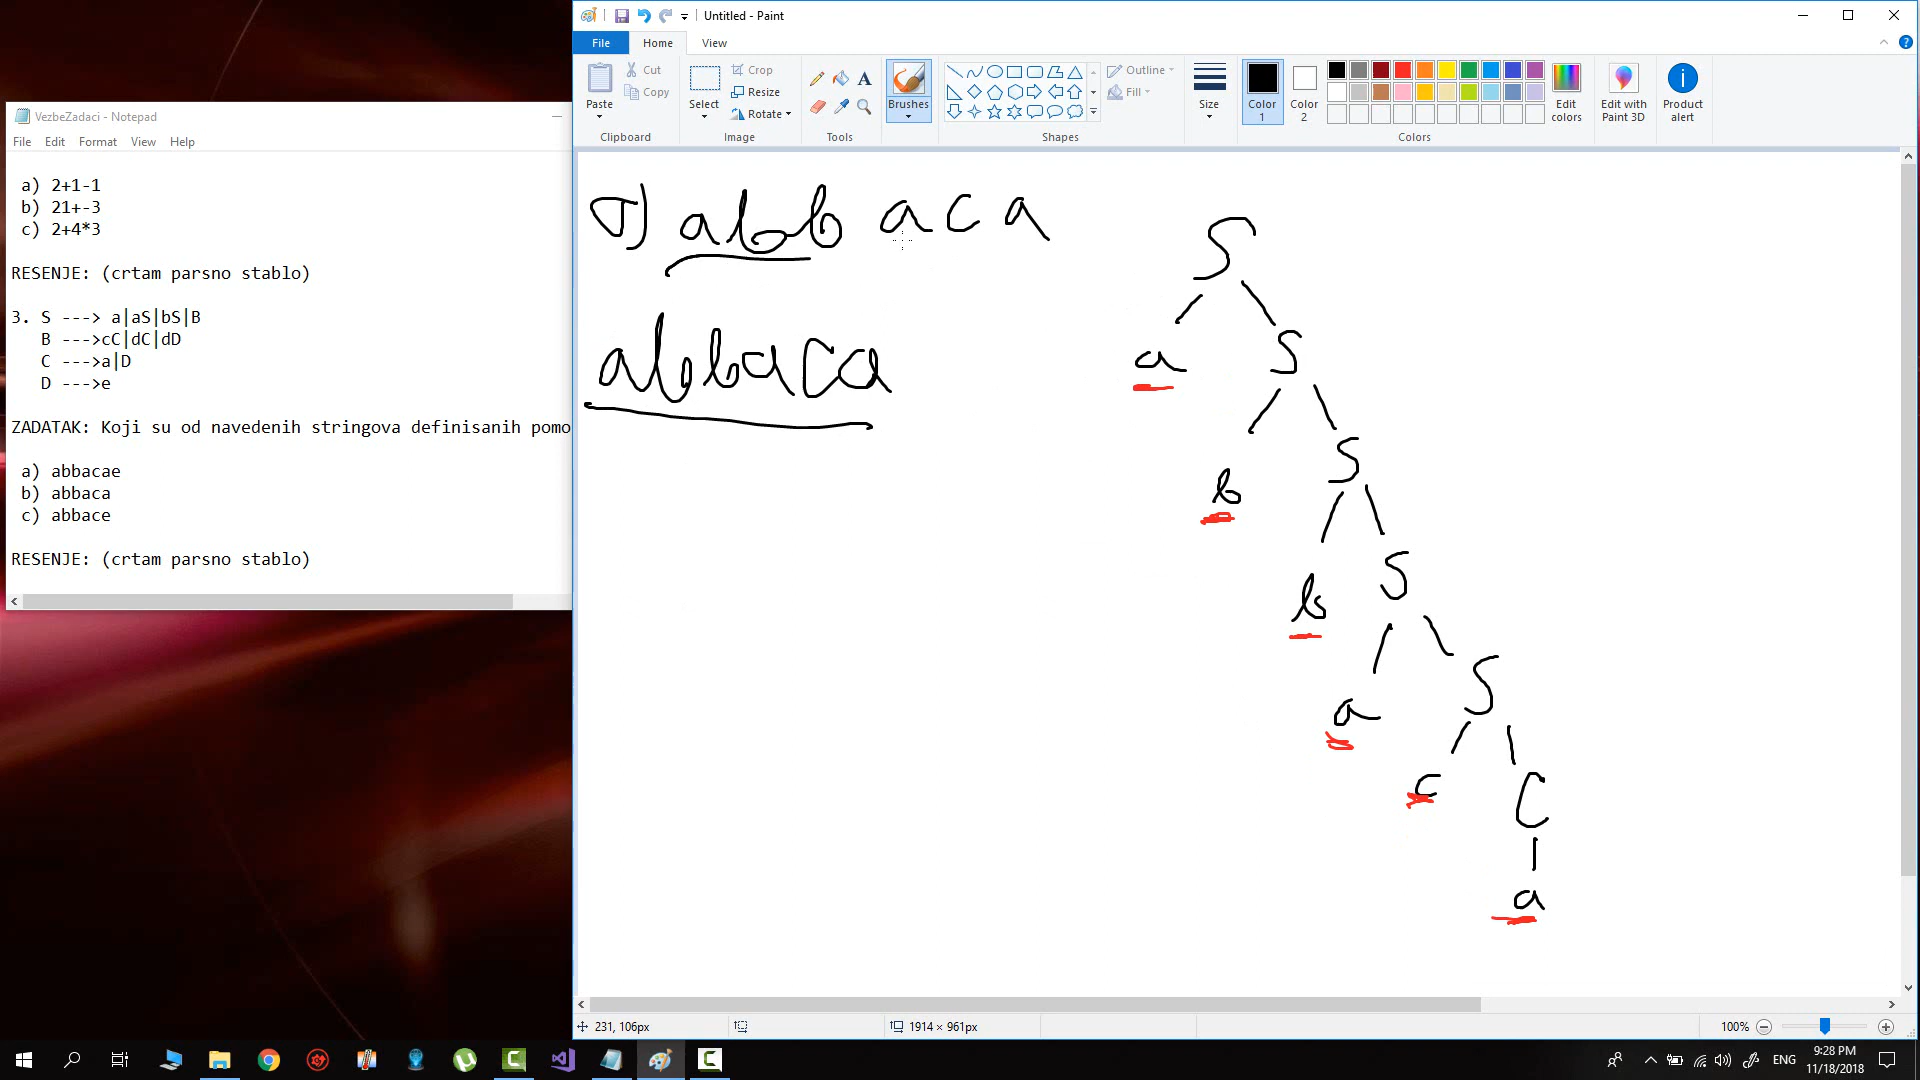 VezbeZadaci - Notepad
File Edit Format View Help
a) 2+1-1
b) 21+-3
c) 2+4*3
RESENJE: (crtam parsno stablo)
3. S ---> a|aS|bS|B
B --->cC|dC|dD
C --->a|D
D --->e
ZADATAK: Koji su od navedenih stringova definisanih pomo
a) abbacae
b) abbaca
c) abbace
RESENJE: (crtam parsno stablo)
Untitled - Paint
File Home View
Paste
Cut
Copy
Clipboard
Select
Crop
Resize
Rotate
Image
Tools
Brushes
Shapes
Outline
Fill
Size
Color 1
Color 2
Edit colors
Colors
Edit with Paint 3D
Product alert
abb aca
abbaca
S
a S
b S
b S
a S
c C
a
231, 106px
1914 × 961px
100%
ENG
9:28 PM
11/18/2018